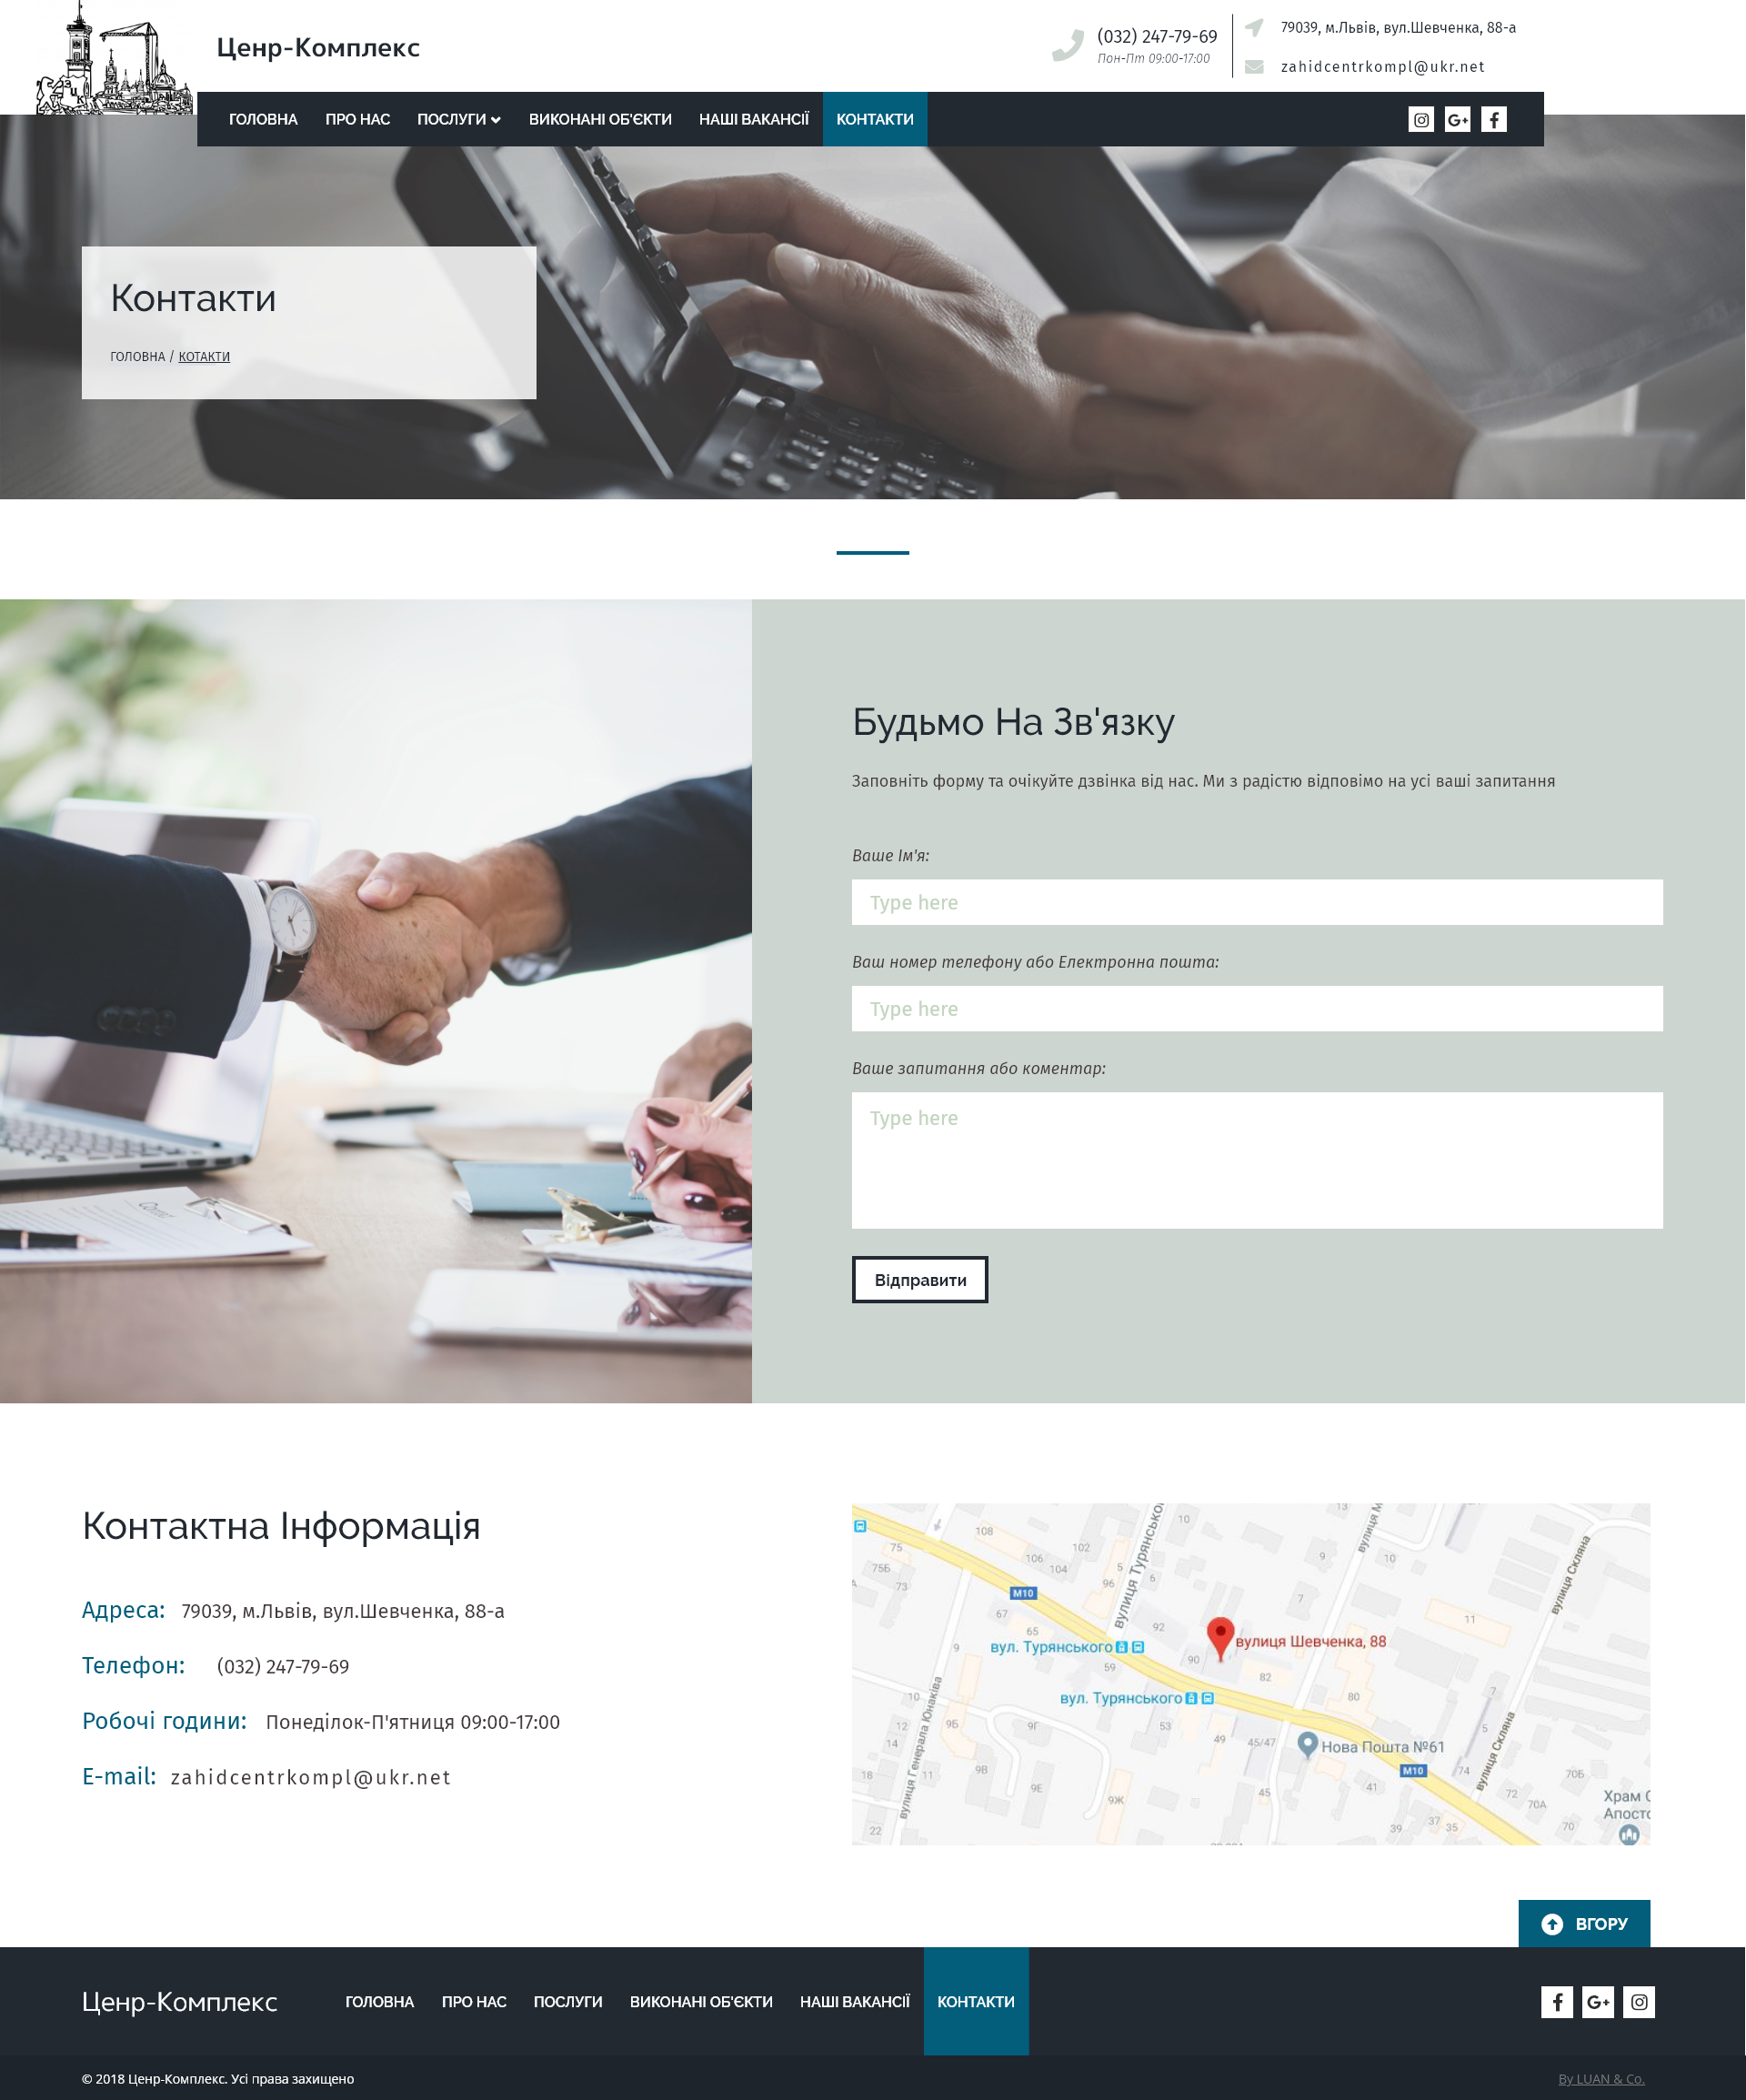 Ценр-Комплекс
(032) 247-79-69
Пон-Пт 09:00-17:00
79039, м.Львів, вул.Шевченка, 88-а
zahidcentrkompl@ukr.net
ГОЛОВНА ПРО НАС ПОСЛУГИ ВИКОНАНІ ОБ'ЄКТИ НАШІ ВАКАНСІЇ КОНТАКТИ
Контакти
ГОЛОВНА / КОТАКТИ
Будьмо На Зв'язку
Заповніть форму та очікуйте дзвінка від нас. Ми з радістю відповімо на усі ваші запитання
Ваше Ім'я:
Type here
Ваш номер телефону або Електронна пошта:
Type here
Ваше запитання або коментар:
Type here
Відправити
Контактна Інформація
Адреса: 79039, м.Львів, вул.Шевченка, 88-а
Телефон: (032) 247-79-69
Робочі години: Понеділок-П'ятниця 09:00-17:00
E-mail: zahidcentrkompl@ukr.net
M10
вул. Турянського
вулиця Шевченка, 88
вул. Турянського
вулиця Генерала Юнаківа
вулиця Скляна
вулиця Скляна
Нова Пошта №61
M10
ВГОРУ
Ценр-Комплекс
ГОЛОВНА ПРО НАС ПОСЛУГИ ВИКОНАНІ ОБ'ЄКТИ НАШІ ВАКАНСІЇ КОНТАКТИ
© 2018 Ценр-Комплекс. Усі права захищено
By LUAN & Co.